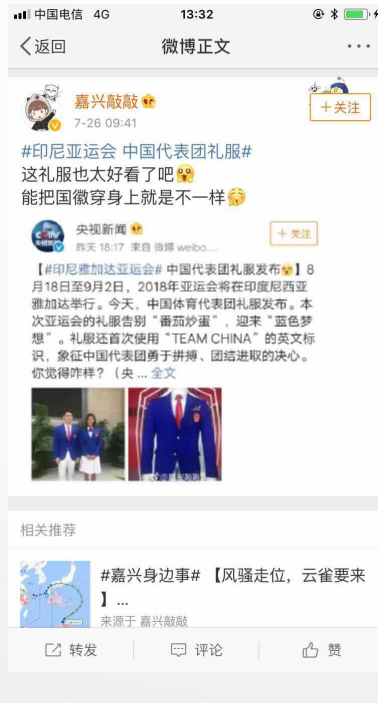 中国电信 4G 13:32
返回 微博正文
嘉兴敲敲
+关注
7-26 09:41
#印尼亚运会 中国代表团礼服#
这礼服也太好看了吧
能把国徽穿身上就是不一样
央视新闻
+ 关注
昨天 18:17 来自 微博 weibo....
【#印尼雅加达亚运会# 中国代表团礼服发布】8
月18日至9月2日，2018年亚运会将在印度尼西亚
雅加达举行。今天，中国体育代表团礼服发布。本
次亚运会的礼服告别“番茄炒蛋”，迎来“蓝色梦
想”。礼服还首次使用“TEAM CHINA”的英文标
识，象征中国代表团勇于拼搏、团结进取的决心。
你觉得咋样？（央 ... 全文
相关推荐
#嘉兴身边事# 【风骚走位，云雀要来
】...
来源于 嘉兴敲敲
转发 评论 赞